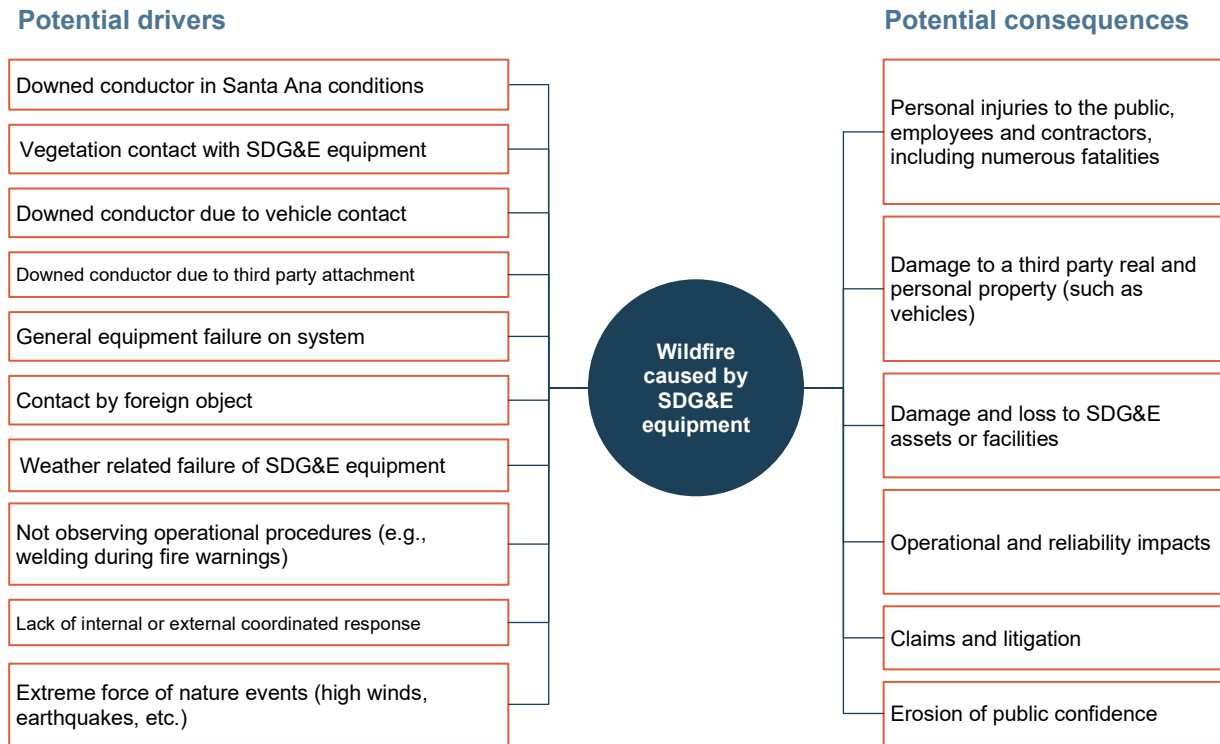 Potential drivers
Downed conductor in Santa Ana conditions
Vegetation contact with SDG&E equipment
Downed conductor due to vehicle contact
Downed conductor due to third party attachment
General equipment failure on system
Contact by foreign object
Weather related failure of SDG&E equipment
Not observing operational procedures (e.g.,
welding during fire warnings)
Lack of internal or external coordinated response
Extreme force of nature events (high winds,
earthquakes, etc.)
Wildfire
caused by
SDG&E
equipment
Potential consequences
Personal injuries to the public,
employees and contractors,
including numerous fatalities
Damage to a third party real and
personal property (such as
vehicles)
Damage and loss to SDG&E
assets or facilities
Operational and reliability impacts
Claims and litigation
Erosion of public confidence